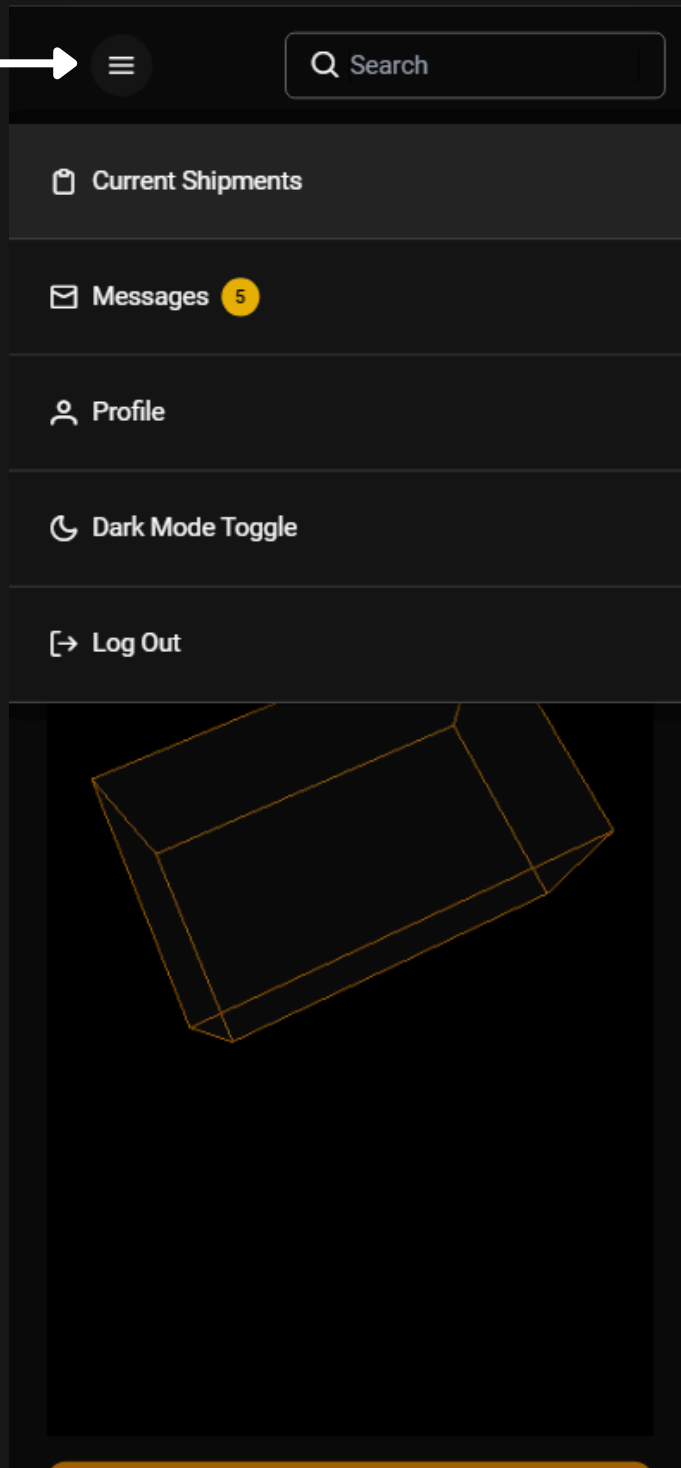 Search
Current Shipments
Messages 5
Profile
Dark Mode Toggle
Log Out